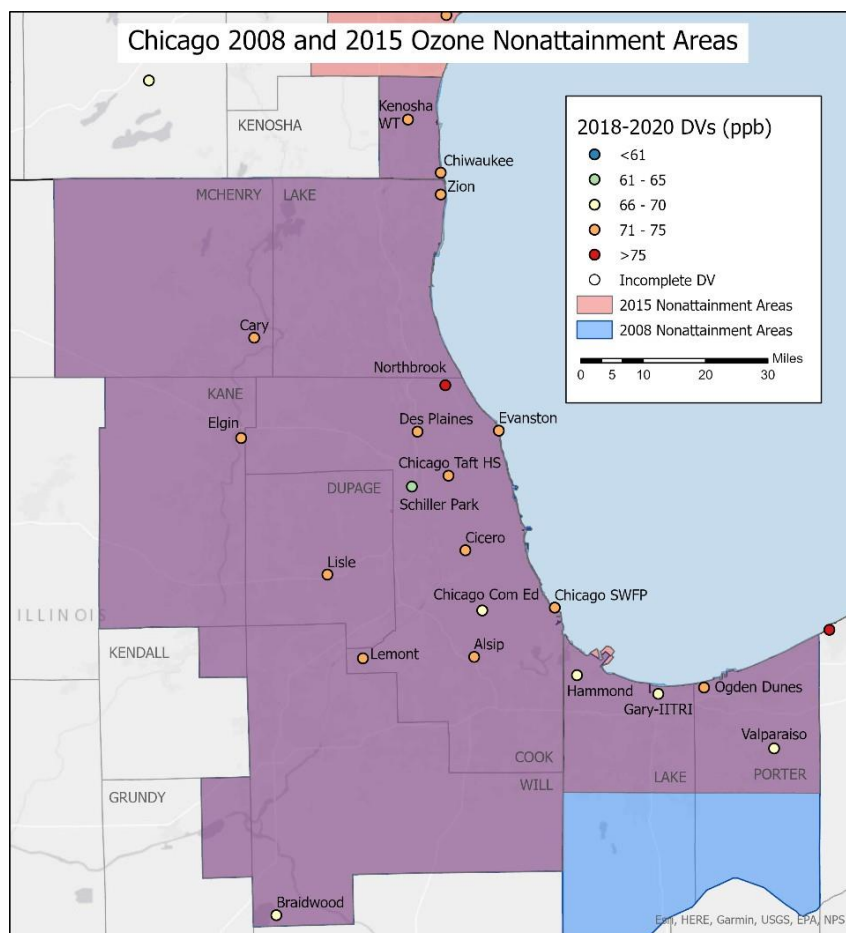 Chicago 2008 and 2015 Ozone Nonattainment Areas
Kenosha
WT
KENOSHA
Chiwaukee
Zion
MCHENRY
LAKE
Cary
Northbrook
KANE
Elgin
Des Plaines
Evanston
Chicago Taft HS
DUPAGE
Schiller Park
Cicero
Lisle
Chicago Com Ed
Chicago SWFP
ILLINOIS
KENDALL
Lemont
Alsip
Hammond
Ogden Dunes
Gary-IITRI
Valparaiso
COOK
LAKE
PORTER
WILL
GRUNDY
Braidwood
2018-2020 DVs (ppb)
<61
61 - 65
66 - 70
71 - 75
>75
Incomplete DV
2015 Nonattainment Areas
2008 Nonattainment Areas
Miles
0 5 10 20 30
Esri, HERE, Garmin, USGS, EPA, NPS